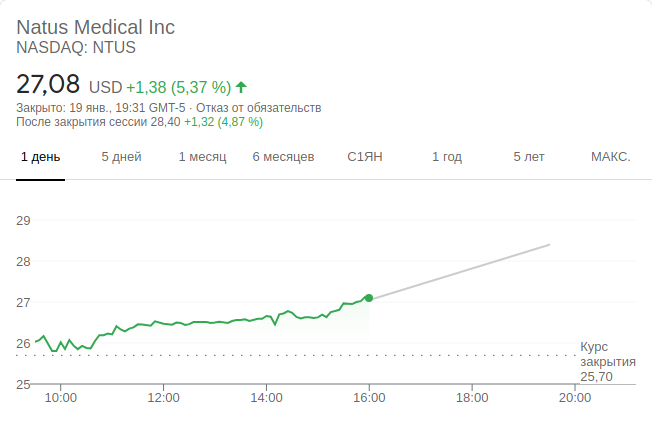 Natus Medical Inc
NASDAQ: NTUS
27,08 USD +1,38 (5,37 %)
Закрыто: 19 янв., 19:31 GMT-5 · Отказ от обязательств
После закрытия сессии 28,40 +1,32 (4,87 %)
1 день 5 дней 1 месяц 6 месяцев С1ЯН 1 год 5 лет МАКС.
29
28
27
26
Курс
закрытия
25,70
25
10:00 12:00 14:00 16:00 18:00 20:00